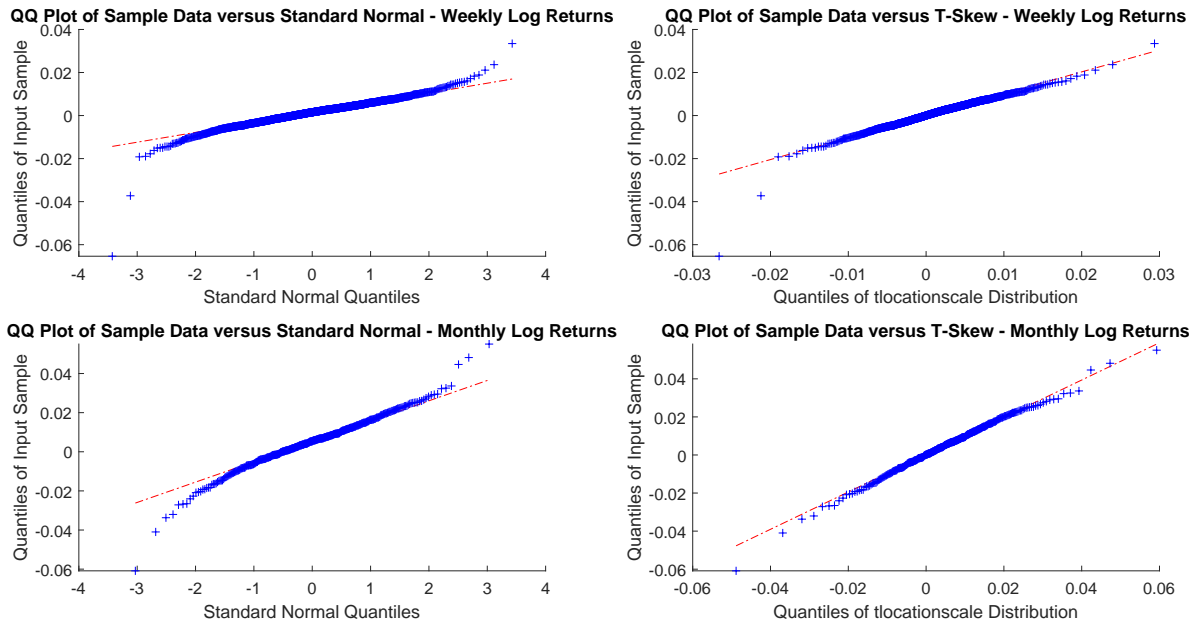 QQ Plot of Sample Data versus Standard Normal - Weekly Log Returns
0.04
0.02
0
-0.02
-0.04
-0.06
Quantiles of Input Sample
-4 -3 -2 -1 0 1 2 3 4
Standard Normal Quantiles
QQ Plot of Sample Data versus T-Skew - Weekly Log Returns
0.04
0.02
0
-0.02
-0.04
-0.06
Quantiles of Input Sample
-0.03 -0.02 -0.01 0 0.01 0.02 0.03
Quantiles of tlocationscale Distribution
QQ Plot of Sample Data versus Standard Normal - Monthly Log Returns
0.04
0.02
0
-0.02
-0.04
-0.06
Quantiles of Input Sample
-4 -3 -2 -1 0 1 2 3 4
Standard Normal Quantiles
QQ Plot of Sample Data versus T-Skew - Monthly Log Returns
0.04
0.02
0
-0.02
-0.04
-0.06
Quantiles of Input Sample
-0.06 -0.04 -0.02 0 0.02 0.04 0.06
Quantiles of tlocationscale Distribution